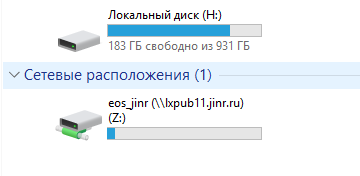 Локальный диск (H:)
183 ГБ свободно из 931 ГБ
Сетевые расположения (1)
eos_jinr (\\lxpub11.jinr.ru)
(Z:)